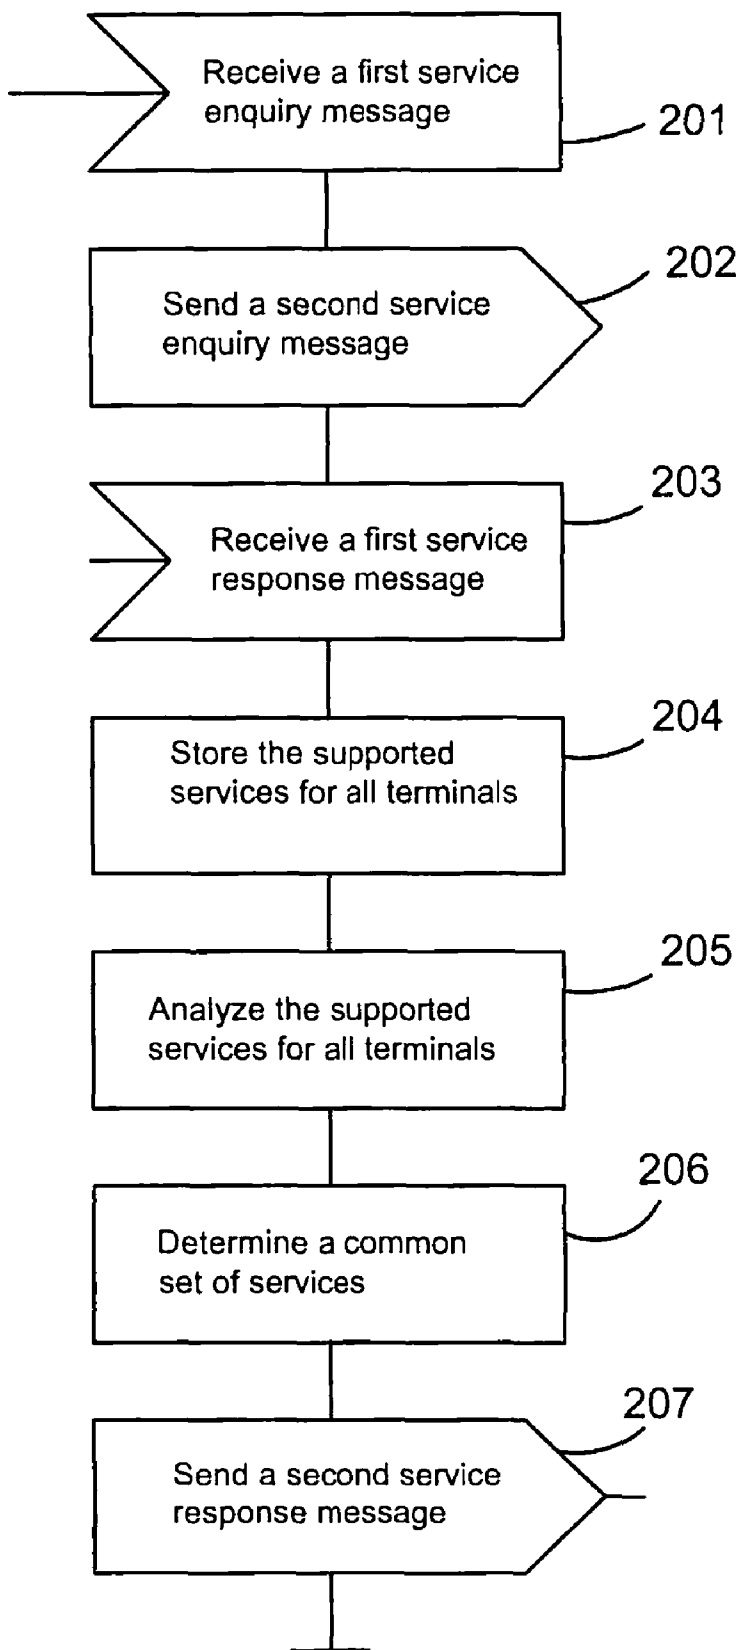 Receive a first service
enquiry message
201
202
Send a second service
enquiry message
203
Receive a first service
response message
204
Store the supported
services for all terminals
205
Analyze the supported
services for all terminals
206
Determine a common
set of services
207
Send a second service
response message